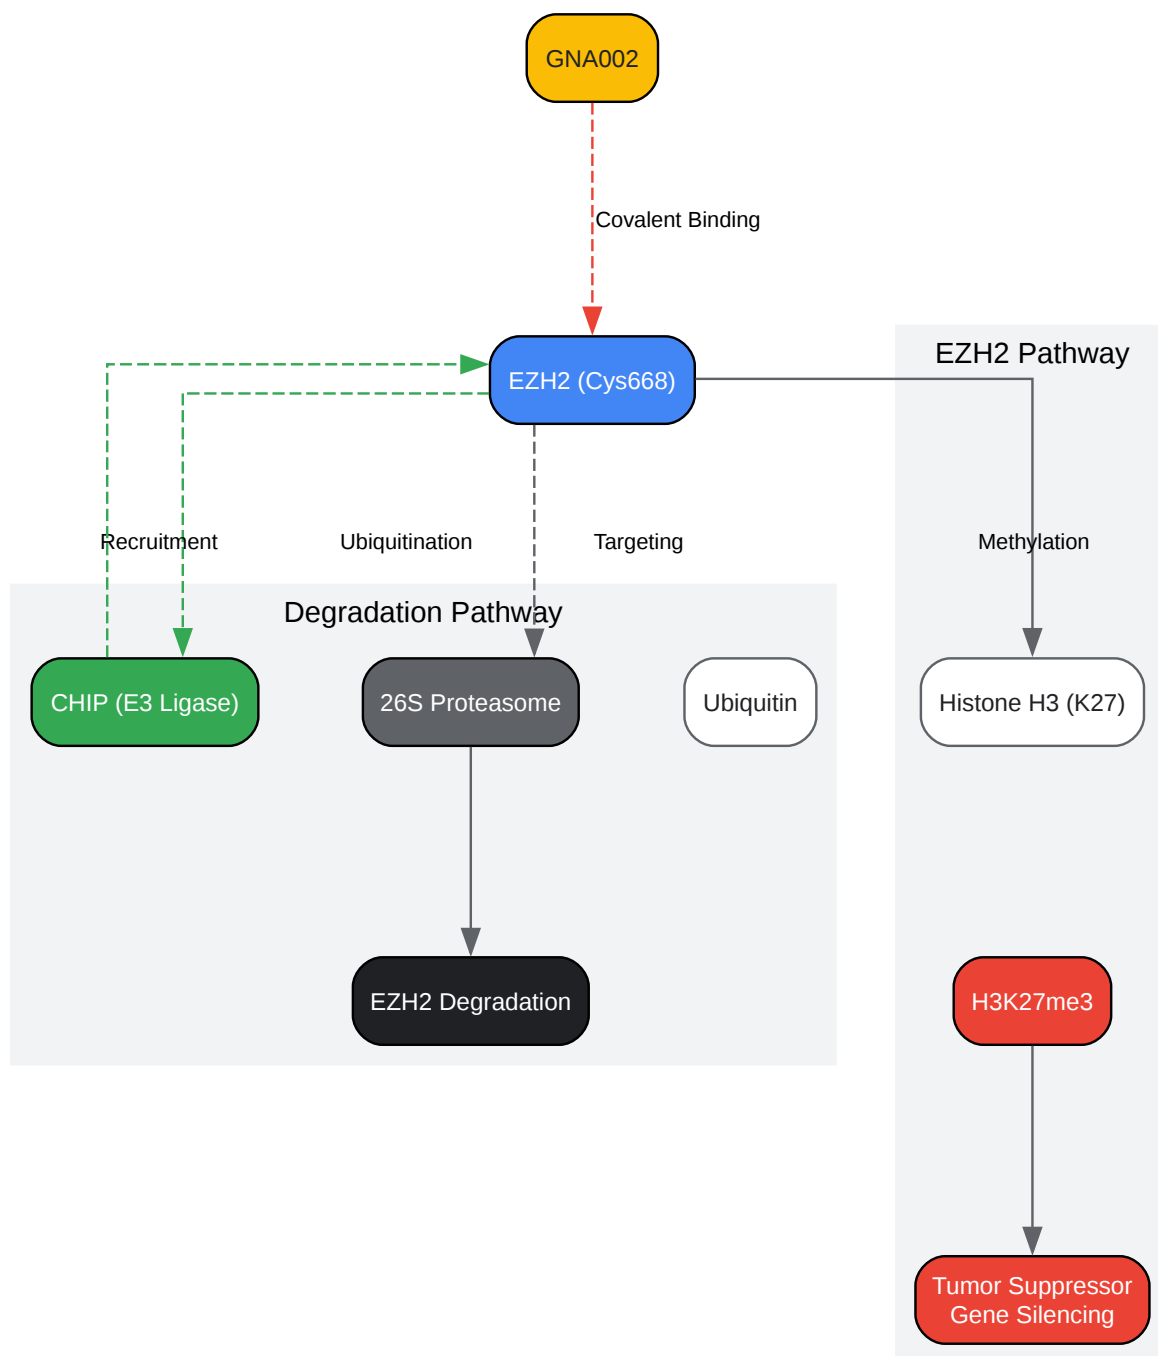 GNA002
Covalent Binding
EZH2 Pathway
EZH2 (Cys668)
Recruitment
Ubiquitination
Targeting
Methylation
Degradation Pathway
CHIP (E3 Ligase)
26S Proteasome
Ubiquitin
Histone H3 (K27)
EZH2 Degradation
H3K27me3
Tumor Suppressor
Gene Silencing